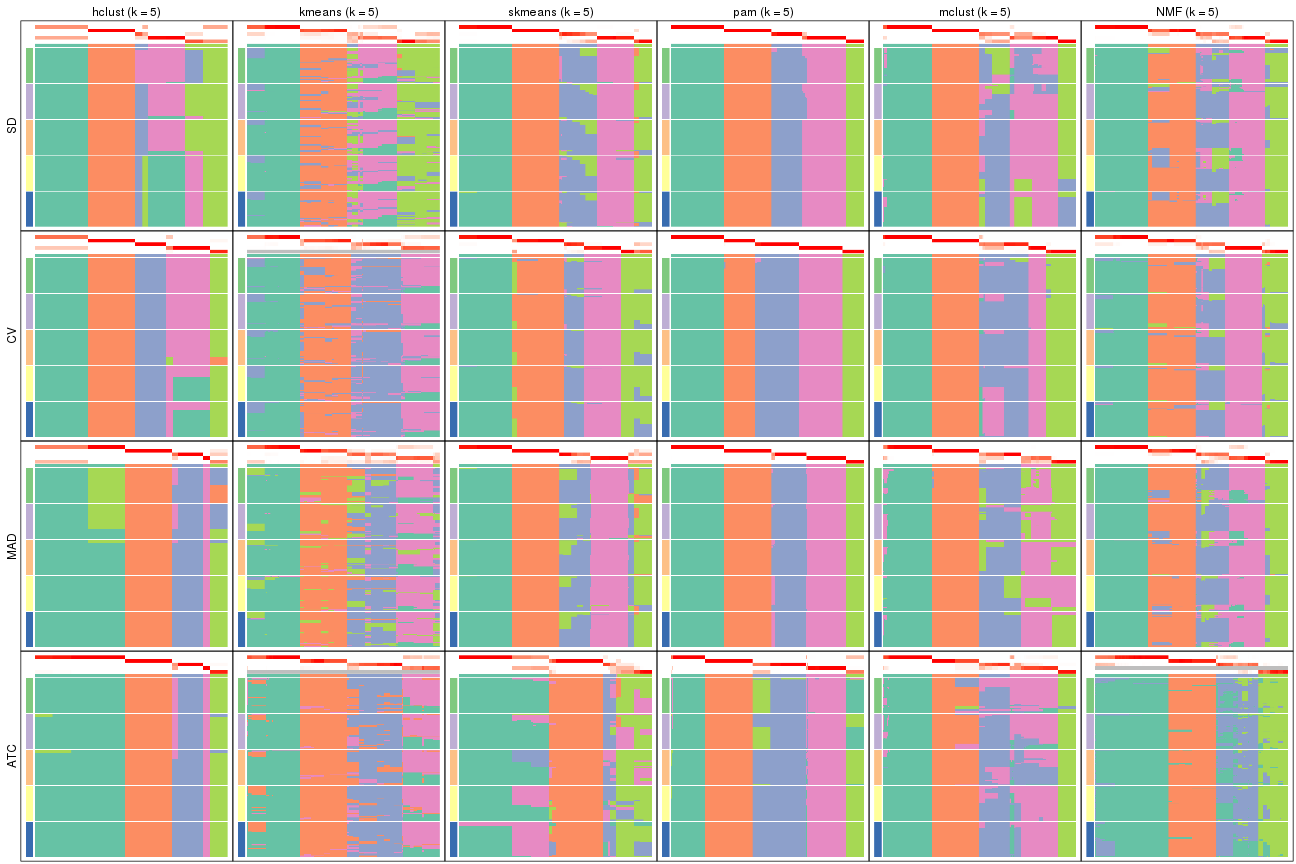 hclust (k = 5)
kmeans (k = 5)
skmeans (k = 5)
pam (k = 5)
mclust (k = 5)
NMF (k = 5)
SD
CV
MAD
ATC